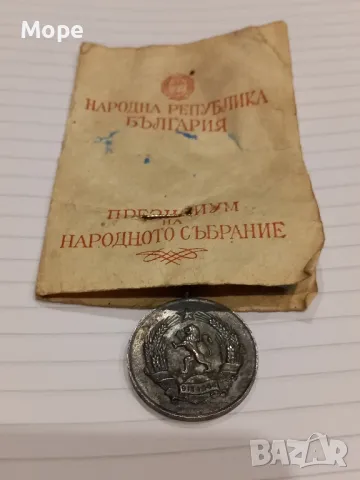 Море
НАРОДНА РЕПУБЛИКА
БЪЛГАРИЯ
ПРЕЗИДИУМ
НА
НАРОДНОТО СЪБРАНИЕ
BAZAR